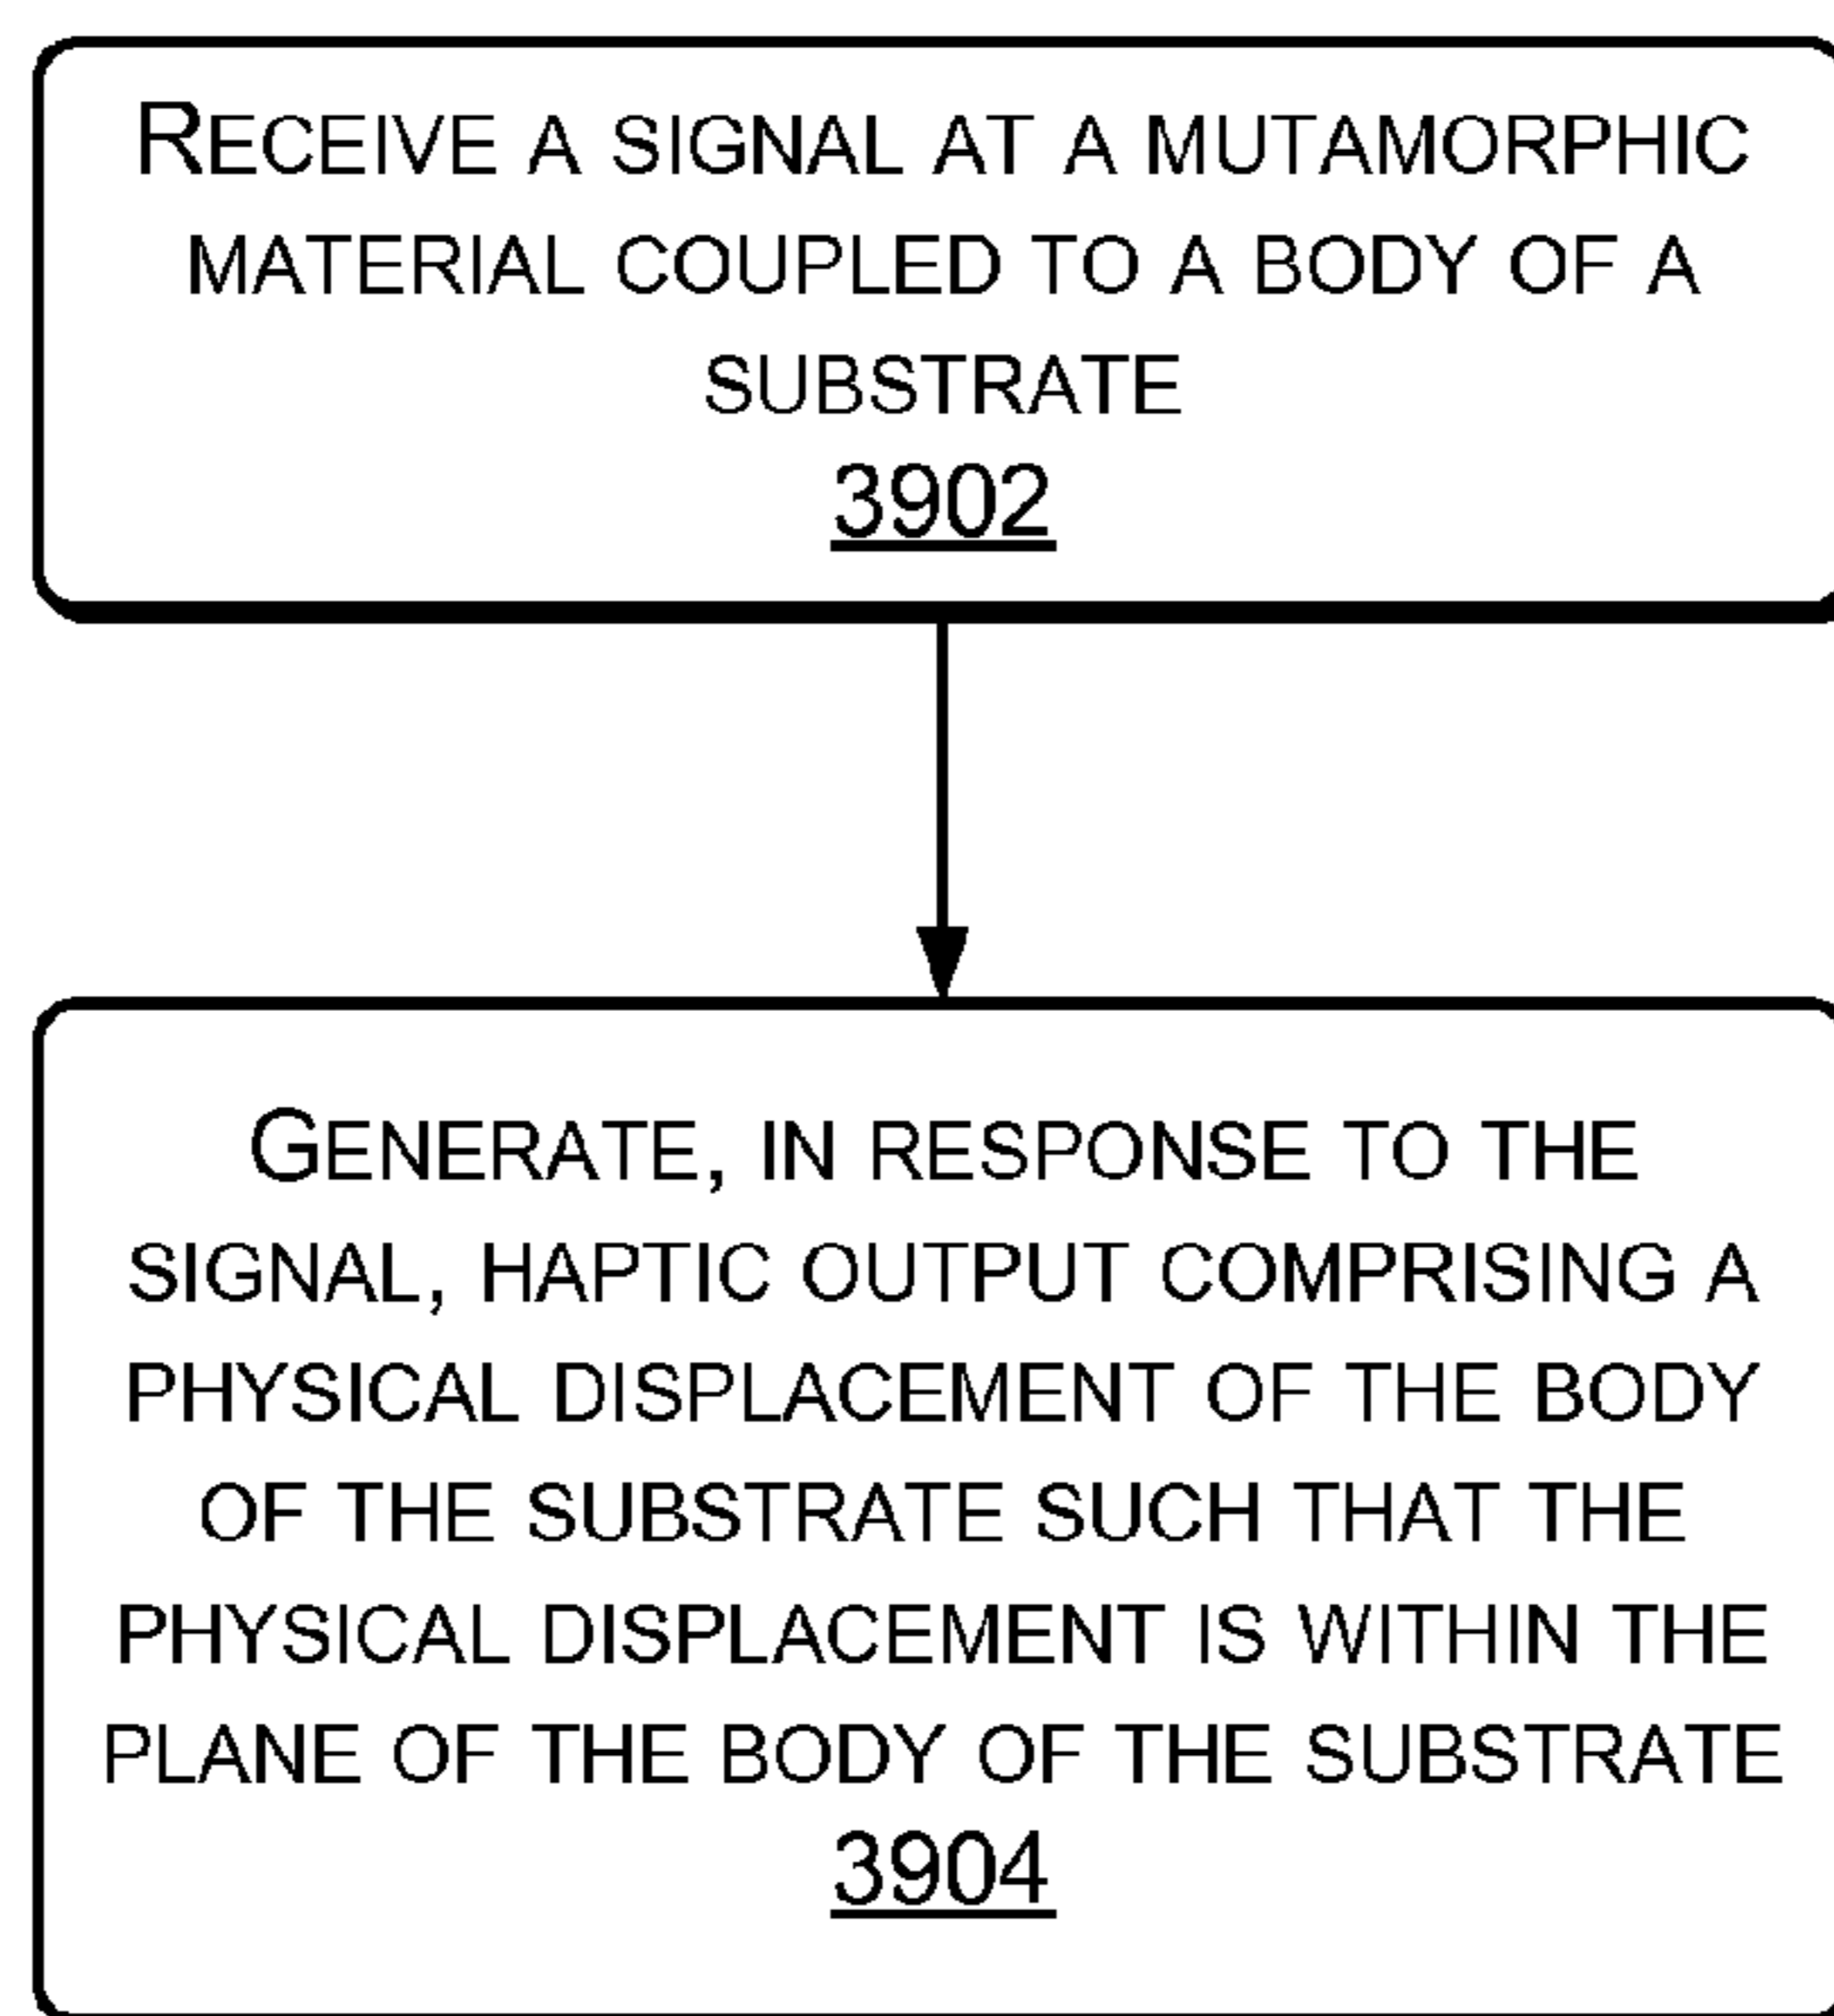 RECEIVE A SIGNAL AT A MUTAMORPHIC
MATERIAL COUPLED TO A BODY OF A
SUBSTRATE
3902
GENERATE, IN RESPONSE TO THE
SIGNAL, HAPTIC OUTPUT COMPRISING A
PHYSICAL DISPLACEMENT OF THE BODY
OF THE SUBSTRATE SUCH THAT THE
PHYSICAL DISPLACEMENT IS WITHIN THE
PLANE OF THE BODY OF THE SUBSTRATE
3904